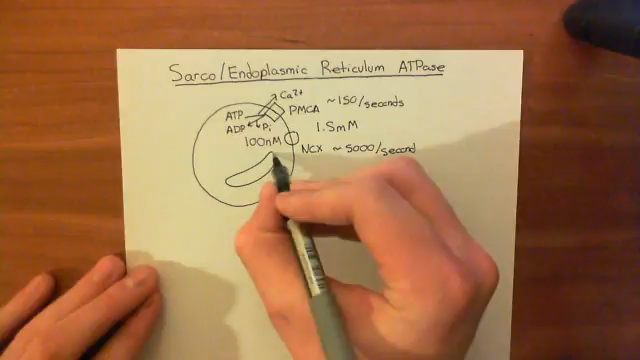 Sarco/Endoplasmic Reticulum ATPase
Ca²⁺
ATP
PMCA ~150/seconds
ADP
Pi
1.5mM
100nM
NCX ~ 5000/second